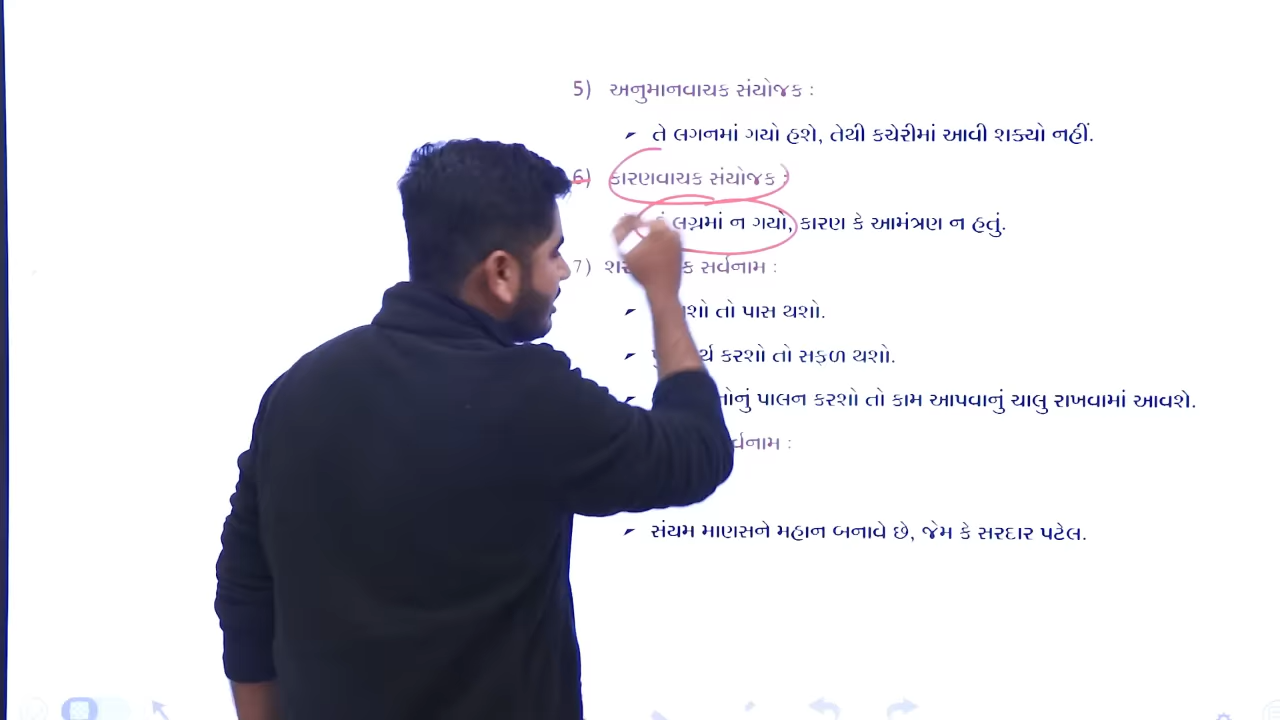 5) અનુમાનવાચક સંયોજક :
તે લગનમાં ગયો હશે, તેથી કચેરીમાં આવી શક્યો નહીં.
6) કારણવાચક સંયોજક :
લગ્નમાં ન ગયો, કારણ કે આમંત્રણ ન હતું.
7) સર્વનામ :
તો પાસ થશો.
કરશો તો સફળ થશો.
પાલન કરશો તો કામ આપવાનું ચાલુ રાખવામાં આવશે.
સંયમ માણસને મહાન બનાવે છે, જેમ કે સરદાર પટેલ.